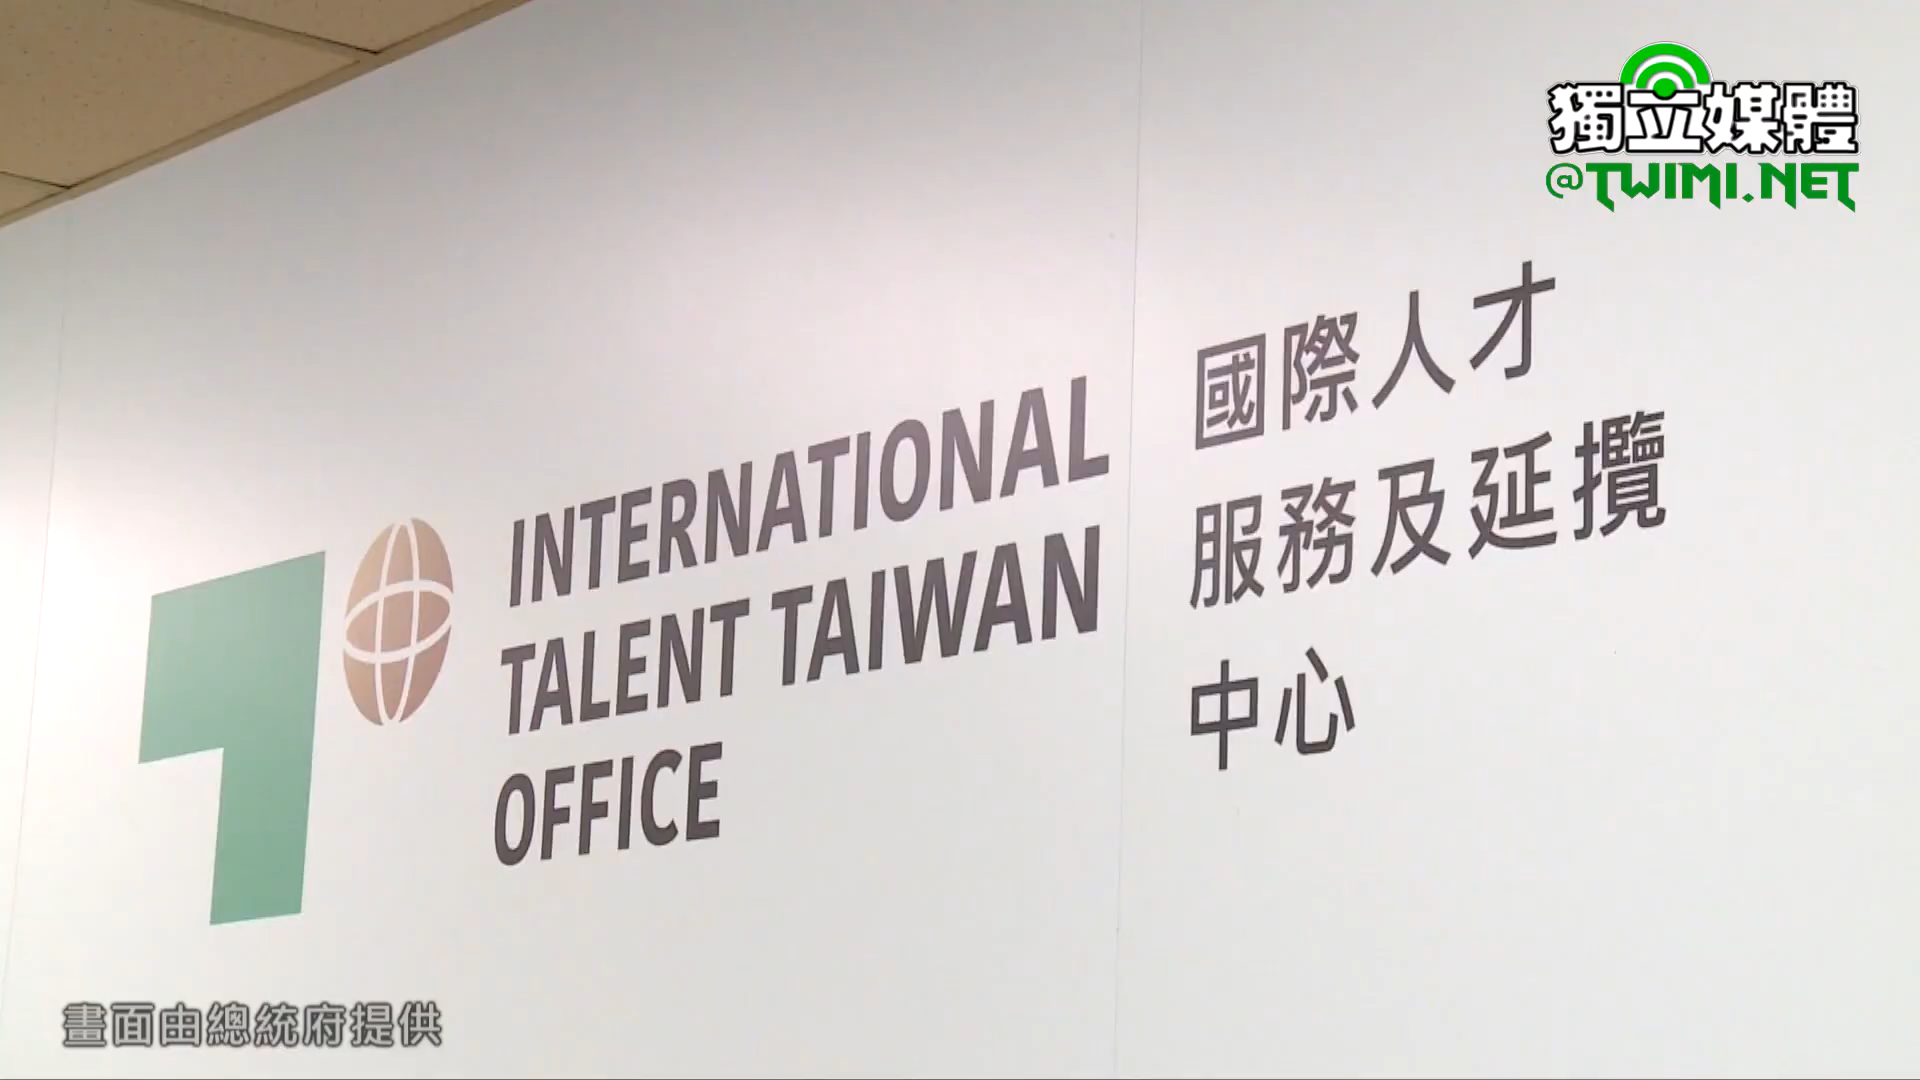 獨立媒體
@TWIMI.NET
INTERNATIONAL
TALENT TAIWAN
OFFICE
國際人才
服務及延攬
中心
畫面由總統府提供